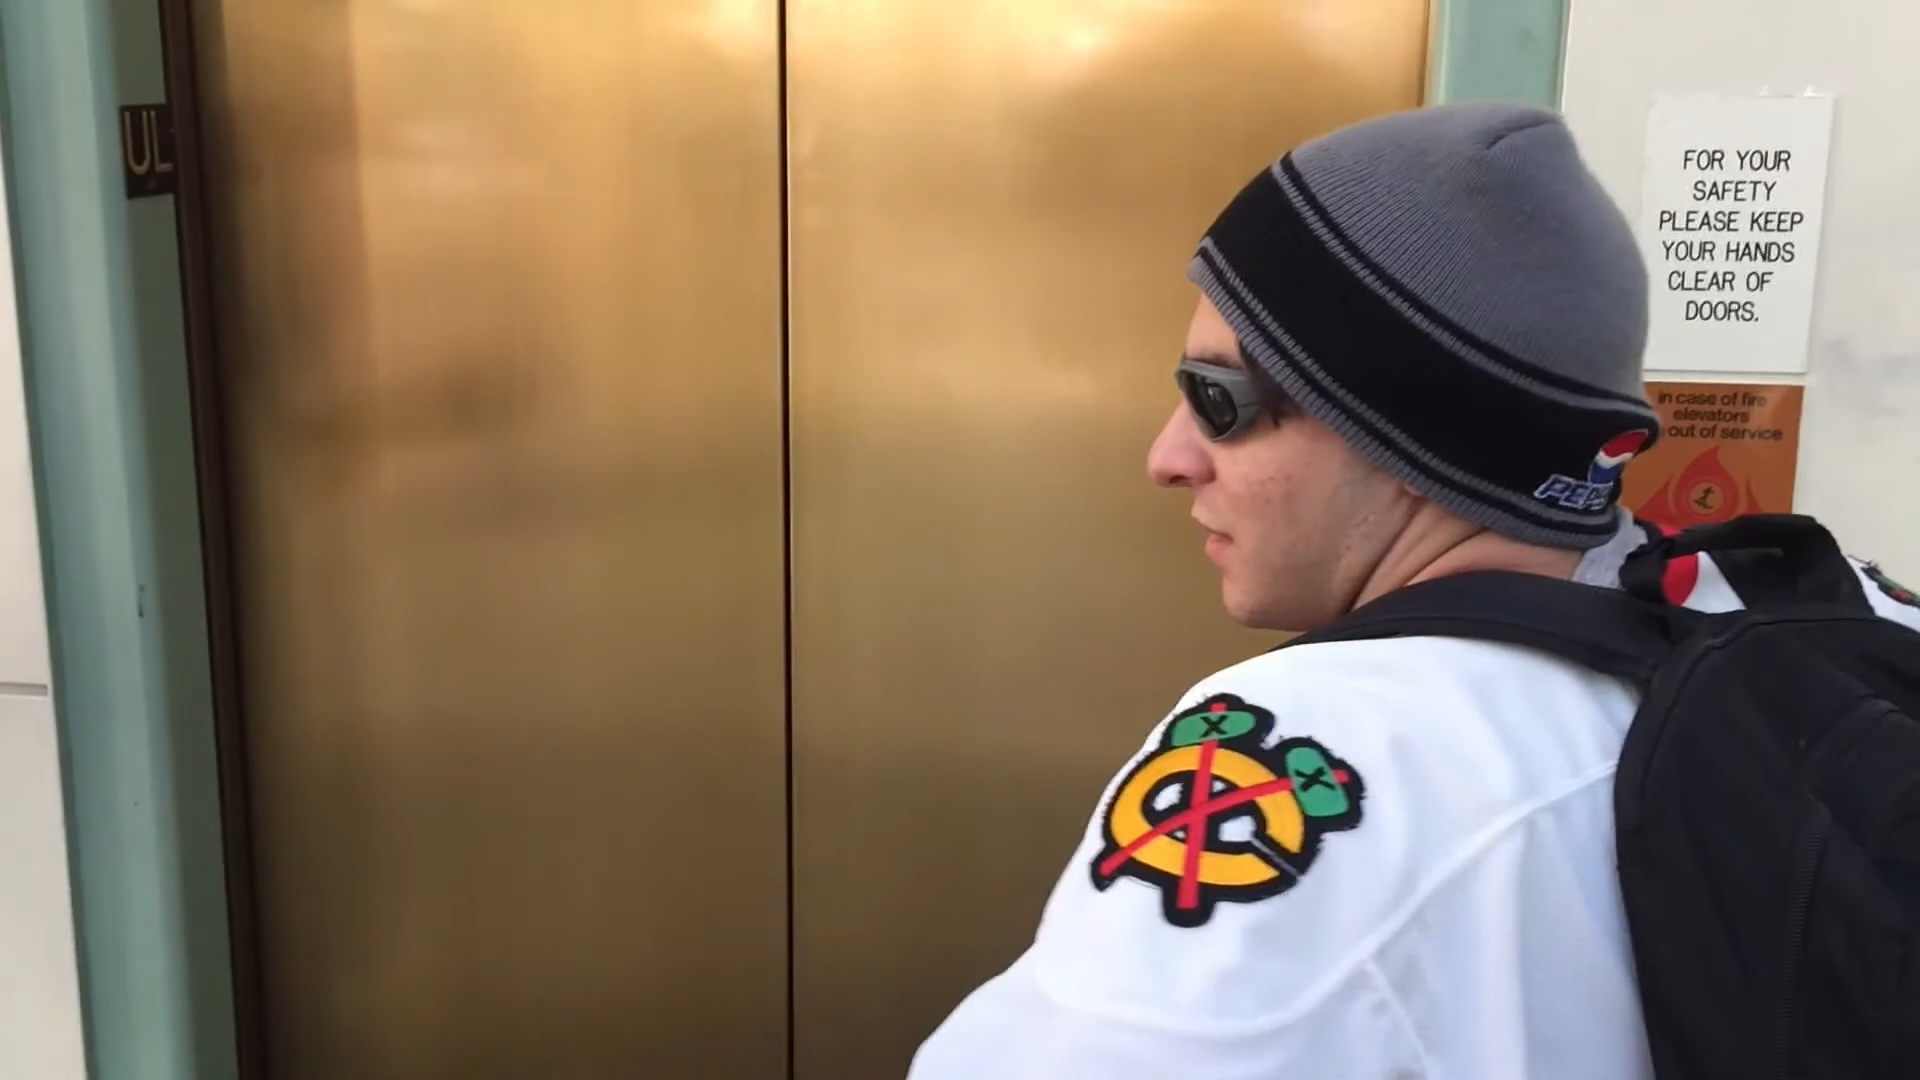 UL
FOR YOUR
SAFETY
PLEASE KEEP
YOUR HANDS
CLEAR OF
DOORS.
in case of fire
elevators
out of service
PEPSI